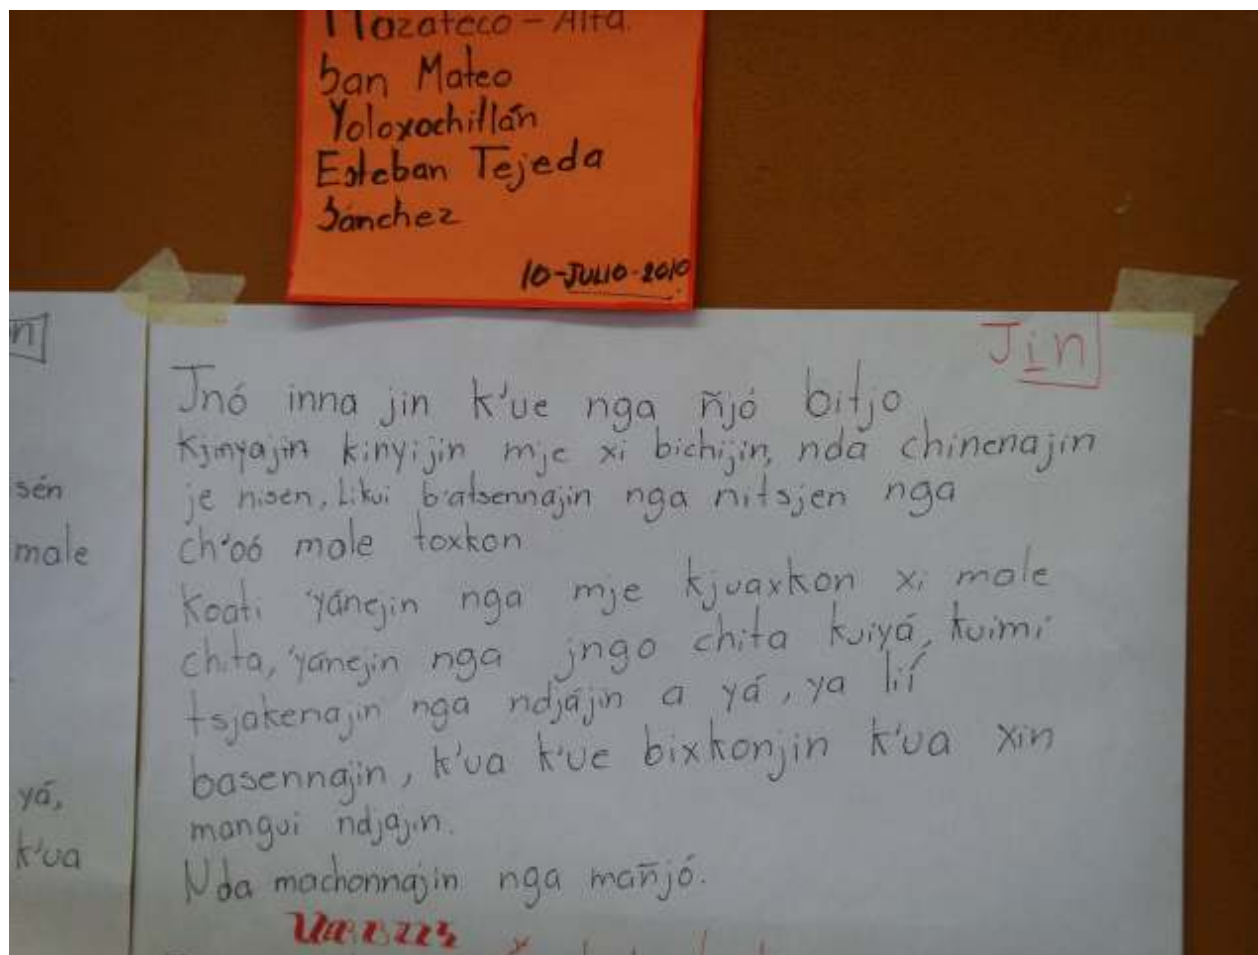 Mazateco - Alta.
San Mateo
Yoloxochitlán
Esteban Tejeda
Sánchez
10-JULIO-2010
n
Jin
Jnó inna jin k'ue nga ñjó bitjo
Kjinyajin kinyijin mje xi bichijin, nda chinenajin
sén
je nisen, Likui b'atsennajin nga nitsjen nga
male
ch'oó male toxkon
Koati 'yánejin nga mje kjuaxkon xi male
chita, 'yánejin nga jngo chita kuiyá, kuimi
tsjakenajin nga ndjájin a yá, ya lií
basennajin, k'ua k'ue bixkonjin k'ua xin
yá,
mangui ndjajin.
k'ua
Nda machonnajin nga mañjó.